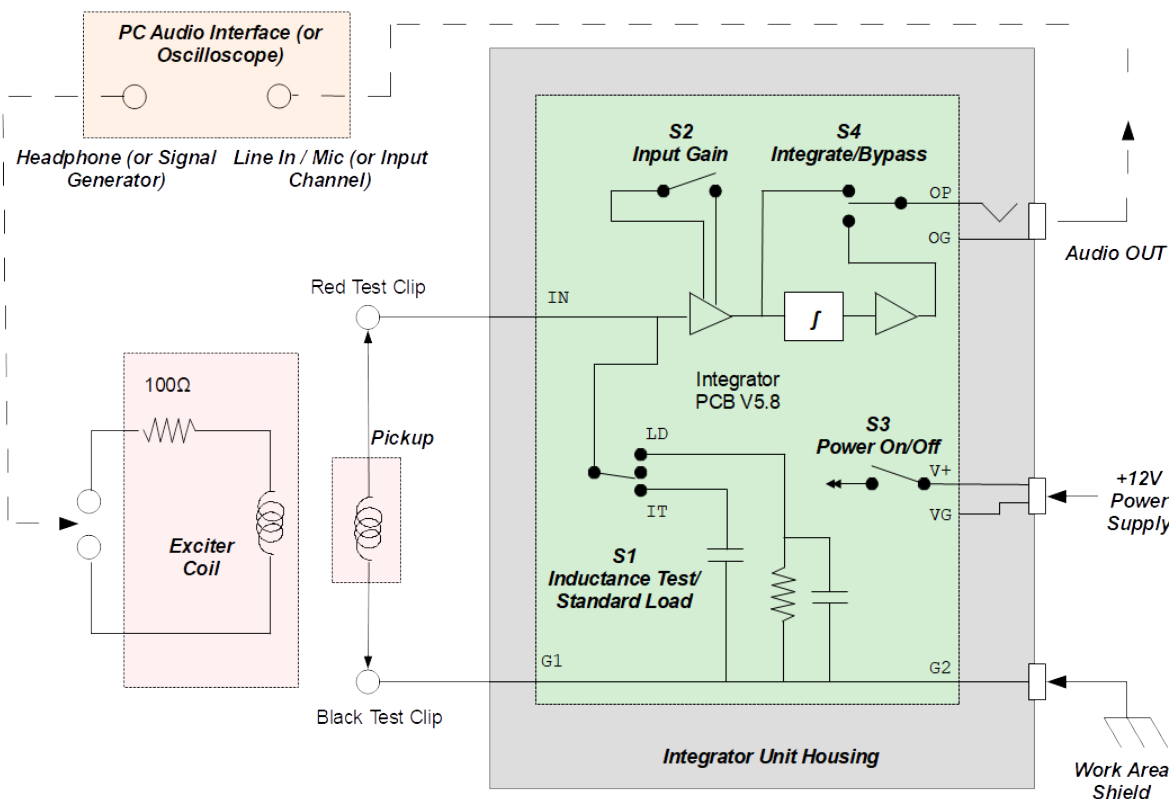 PC Audio Interface (or
Oscilloscope)
Headphone (or Signal
Generator)
Line In / Mic (or Input
Channel)
S2
Input Gain
S4
Integrate/Bypass
OP
OG
Audio OUT
Red Test Clip
IN
∫
100Ω
Integrator
PCB V5.8
Pickup
LD
S3
Power On/Off
V+
VG
+12V
Power
Supply
IT
Exciter
Coil
S1
Inductance Test/
Standard Load
G1
G2
Black Test Clip
Integrator Unit Housing
Work Area
Shield